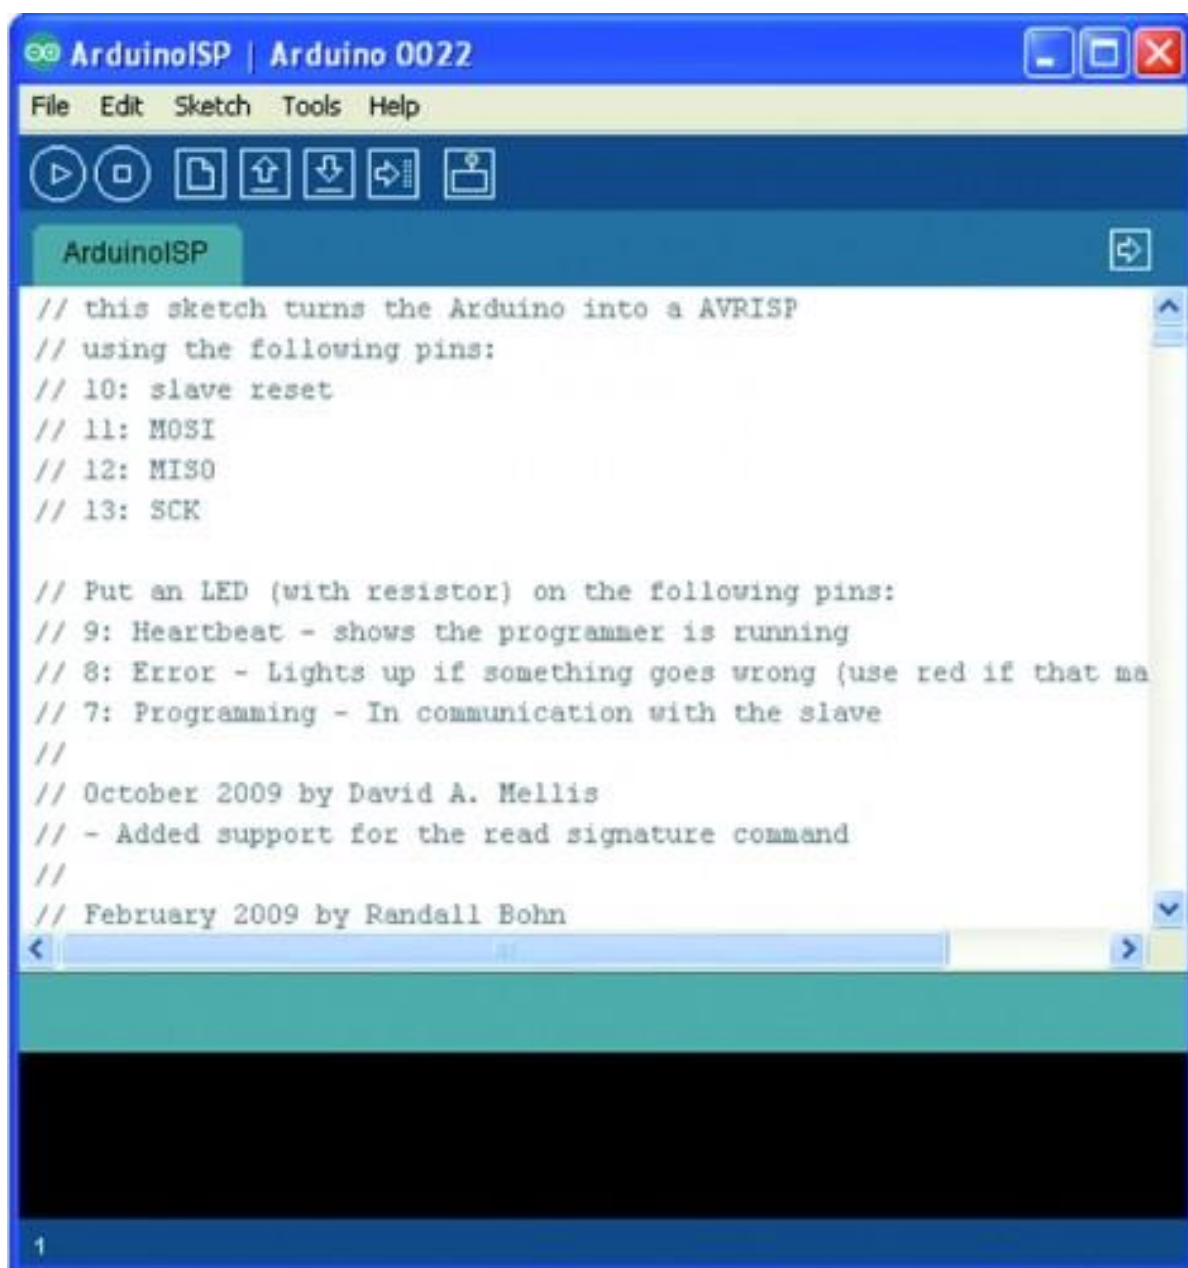 ArduinoISP | Arduino 0022
File Edit Sketch Tools Help
ArduinoISP
// this sketch turns the Arduino into a AVRISP
// using the following pins:
// 10: slave reset
// 11: MOSI
// 12: MISO
// 13: SCK
// Put an LED (with resistor) on the following pins:
// 9: Heartbeat - shows the programmer is running
// 8: Error - Lights up if something goes wrong (use red if that ma
// 7: Programming - In communication with the slave
//
// October 2009 by David A. Mellis
// - Added support for the read signature command
//
// February 2009 by Randall Bohn
1